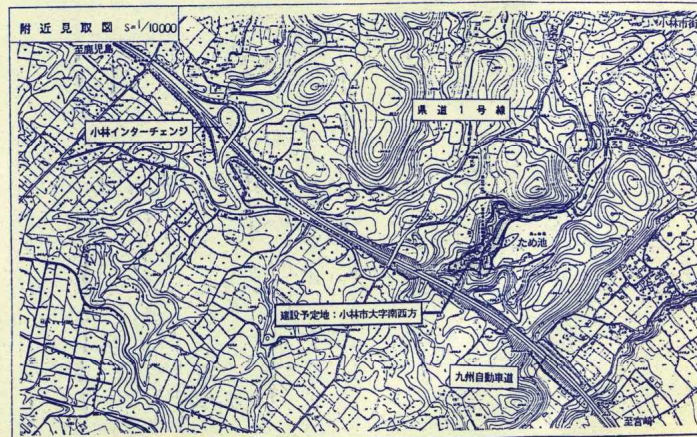 附近見取図 S=1/10000
至鹿児島
小林市街
小林インターチェンジ
県道1号線
ため池
建設予定地:小林市大字南西方
九州自動車道
至宮崎